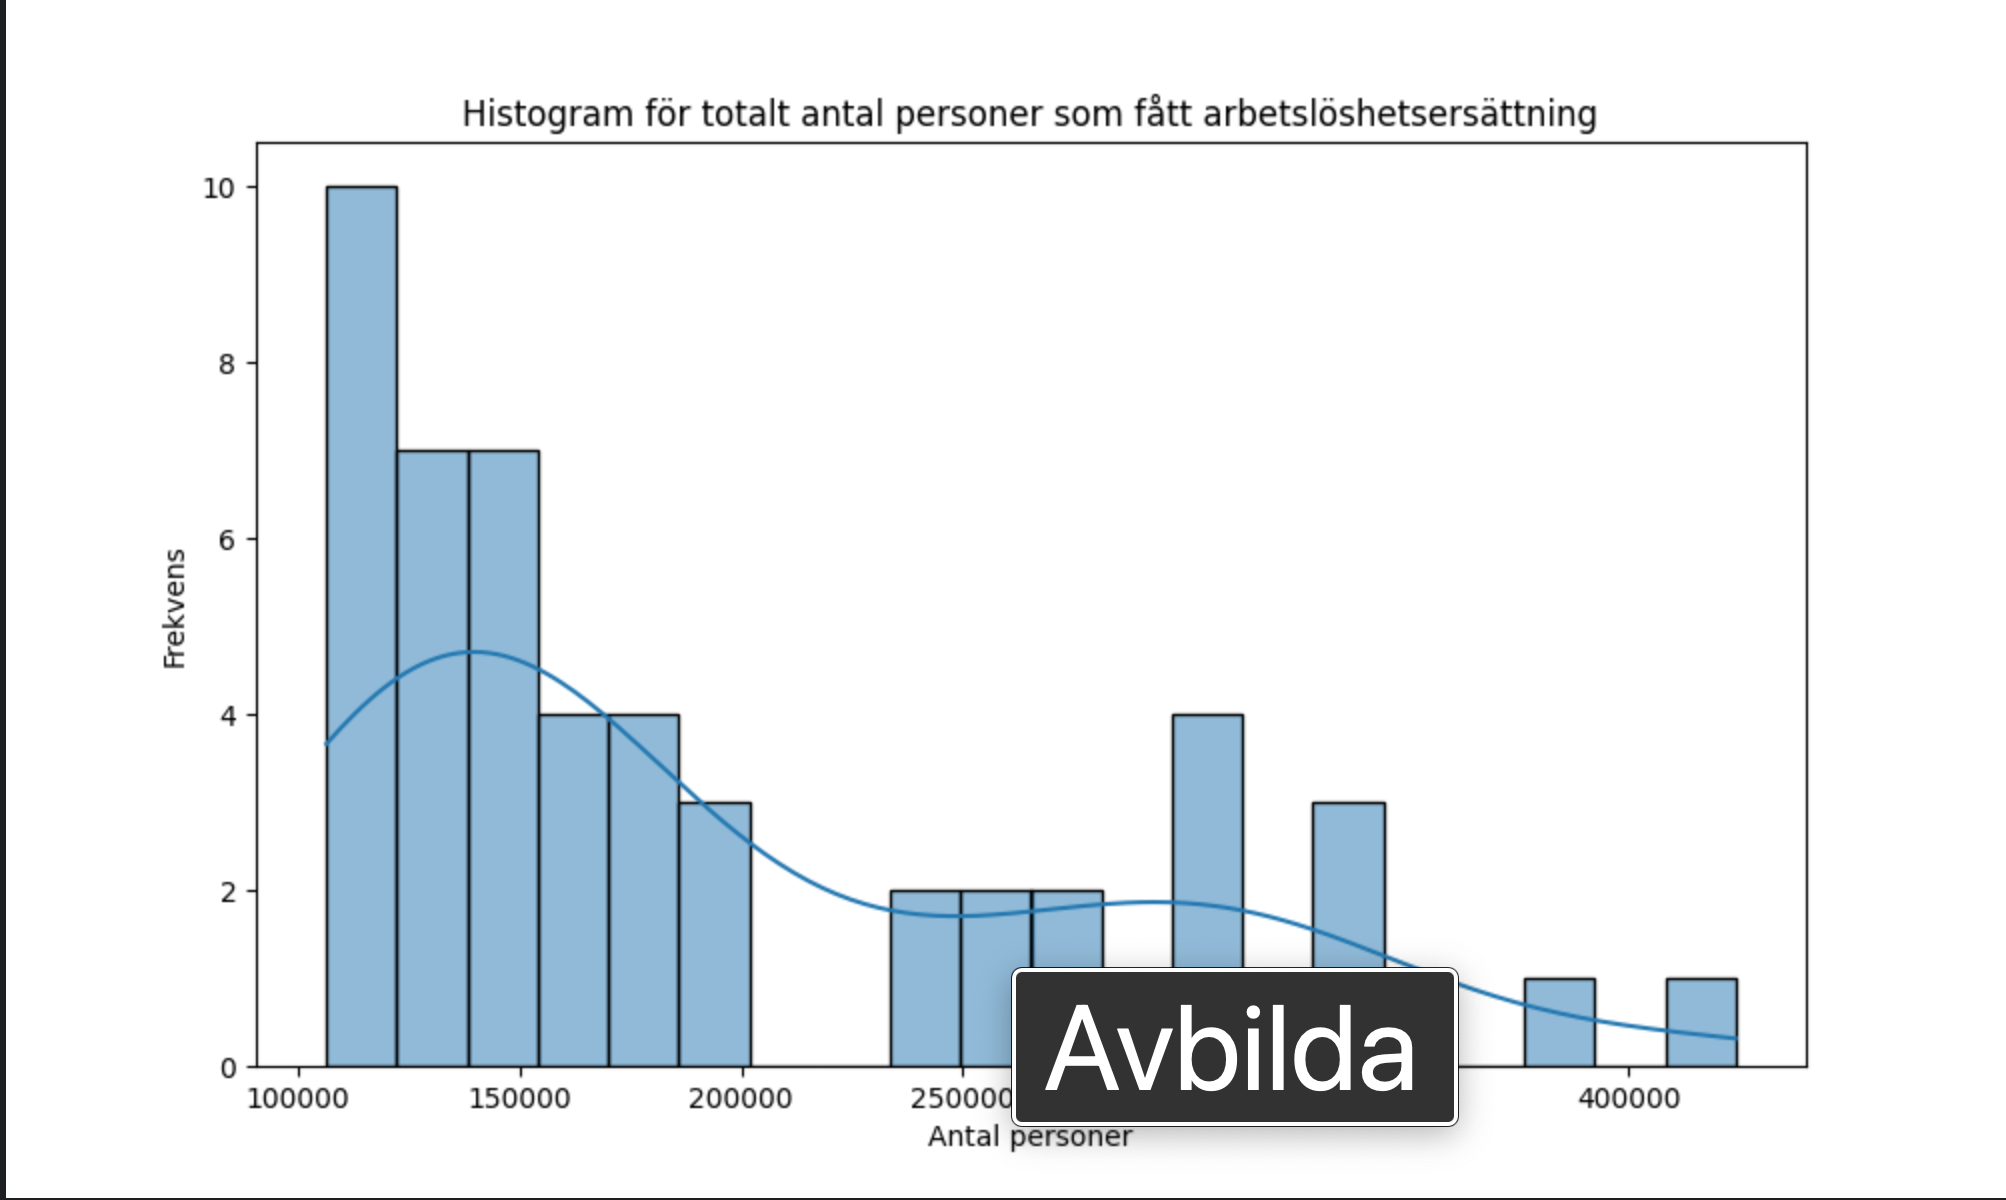 Histogram för totalt antal personer som fått arbetslöshetsersättning
10
8
6
4
2
0
Frekvens
100000 150000 200000 250000 400000
Antal personer
Avbilda